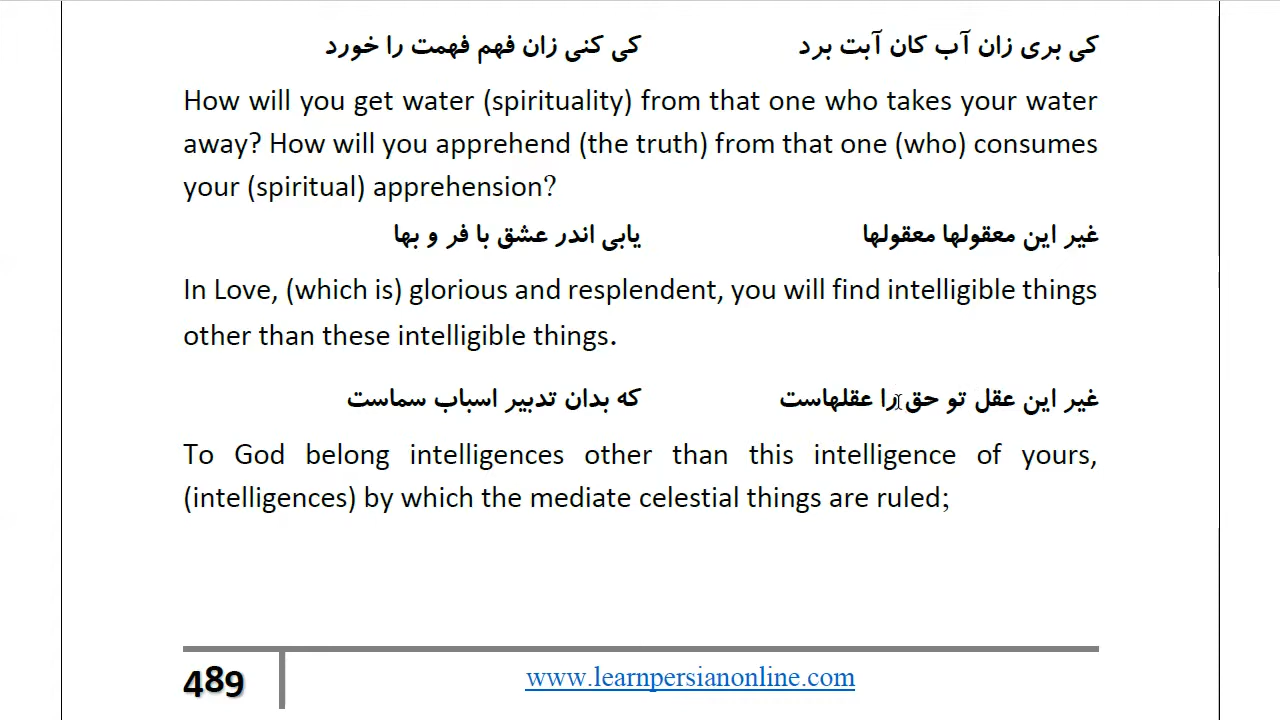 کی بری زان آب کان آبت برد کی کنی زان فهم فهمت را خورد
How will you get water (spirituality) from that one who takes your water
away? How will you apprehend (the truth) from that one (who) consumes
your (spiritual) apprehension?
غیر این معقولها معقولها یابی اندر عشق با فر و بها
In Love, (which is) glorious and resplendent, you will find intelligible things
other than these intelligible things.
غیر این عقل تو حق را عقلهاست که بدان تدبیر اسباب سماست
To God belong intelligences other than this intelligence of yours,
(intelligences) by which the mediate celestial things are ruled;
489 www.learnpersianonline.com